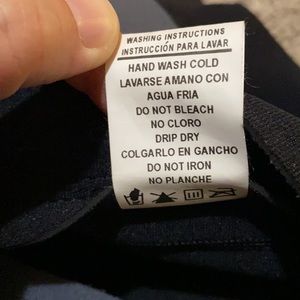 WASHING INSTRUCTIONS
INSTRUCCIÓN PARA LAVAR
HAND WASH COLD
LAVARSE AMANO CON
AGUA FRIA
DO NOT BLEACH
NO CLORO
DRIP DRY
COLGARLO EN GANCHO
DO NOT IRON
NO PLANCHE